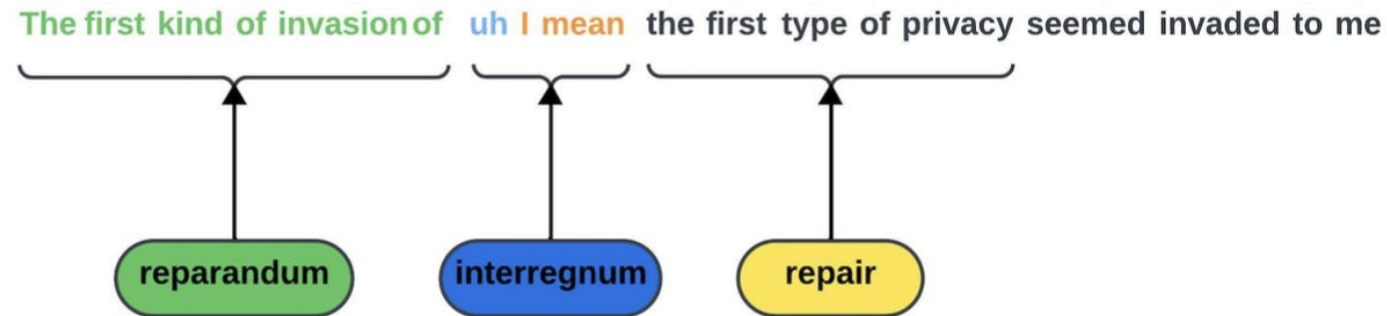 The first kind of invasion of uh I mean the first type of privacy seemed invaded to me
reparandum interregnum repair